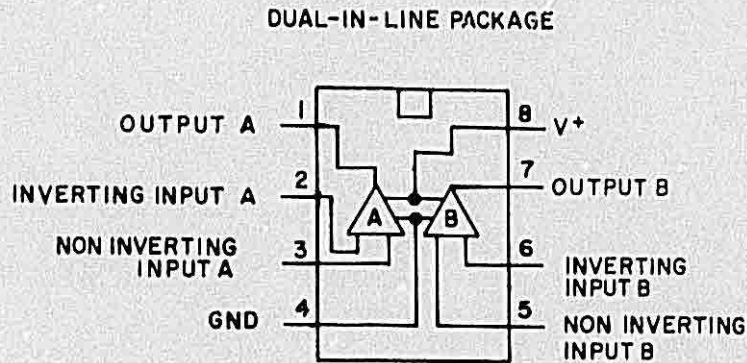 DUAL-IN-LINE PACKAGE
OUTPUT A
1
8
V+
INVERTING INPUT A
2
7
OUTPUT B
A
B
NON INVERTING
INPUT A
3
6
INVERTING
INPUT B
GND
4
5
NON INVERTING
INPUT B